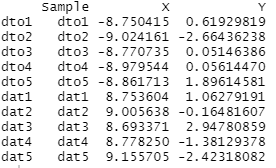 Sample X Y
dto1 dto1 -8.750415 0.61929819
dto2 dto2 -9.024161 -2.66436238
dto3 dto3 -8.770735 0.05146386
dto4 dto4 -8.979544 0.05614470
dto5 dto5 -8.861713 1.89614581
dat1 dat1 8.753604 1.06279191
dat2 dat2 9.005638 -0.16481607
dat3 dat3 8.693371 2.94780859
dat4 dat4 8.778250 -1.38129378
dat5 dat5 9.155705 -2.42318083